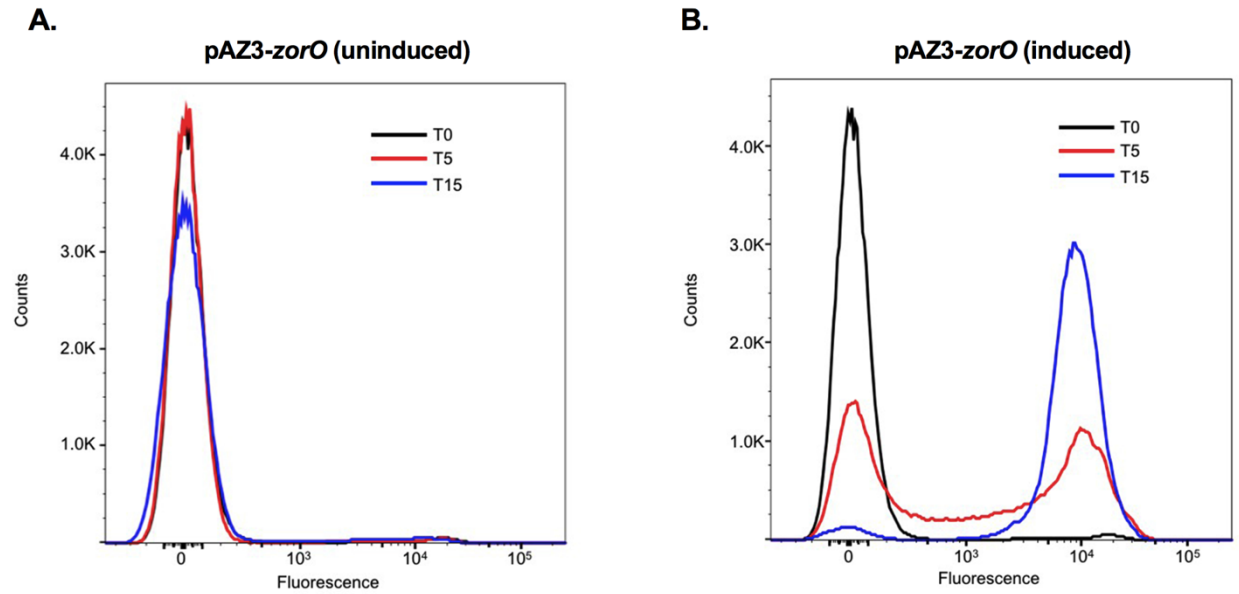 A.
pAZ3-zorO (uninduced)
T0
T5
T15
4.0K
3.0K
2.0K
1.0K
Counts
0
10³
10⁴
10⁵
Fluorescence
B.
pAZ3-zorO (induced)
T0
T5
T15
4.0K
3.0K
2.0K
1.0K
Counts
0
10³
10⁴
10⁵
Fluorescence